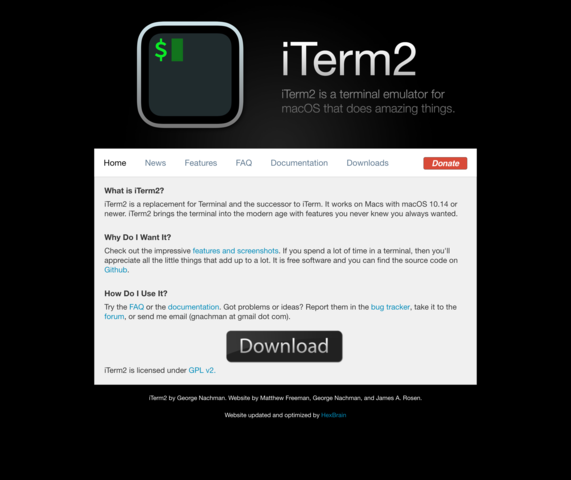 $
iTerm2
iTerm2 is a terminal emulator for
macOS that does amazing things.
Home News Features FAQ Documentation Downloads Donate
What is iTerm2?
iTerm2 is a replacement for Terminal and the successor to iTerm. It works on Macs with macOS 10.14 or
newer. iTerm2 brings the terminal into the modern age with features you never knew you always wanted.
Why Do I Want It?
Check out the impressive features and screenshots. If you spend a lot of time in a terminal, then you'll
appreciate all the little things that add up to a lot. It is free software and you can find the source code on
Github.
How Do I Use It?
Try the FAQ or the documentation. Got problems or ideas? Report them in the bug tracker, take it to the
forum, or send me email (gnachman at gmail dot com).
Download
iTerm2 is licensed under GPL v2.
iTerm2 by George Nachman. Website by Matthew Freeman, George Nachman, and James A. Rosen.
Website updated and optimized by HexBrain